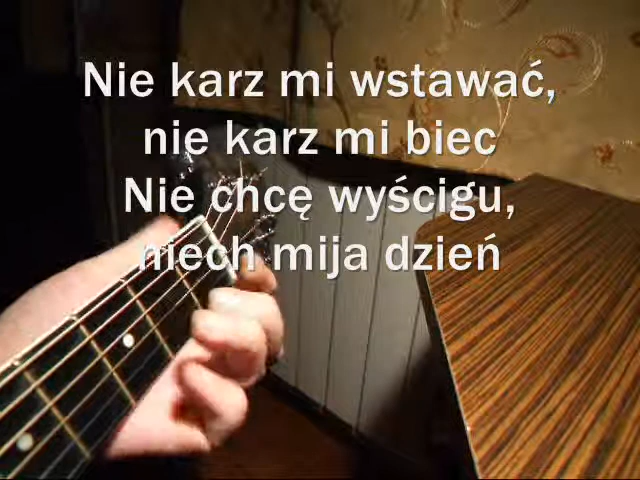 Nie karz mi wstawać,
nie karz mi biec
Nie chcę wyścigu,
niech mija dzień